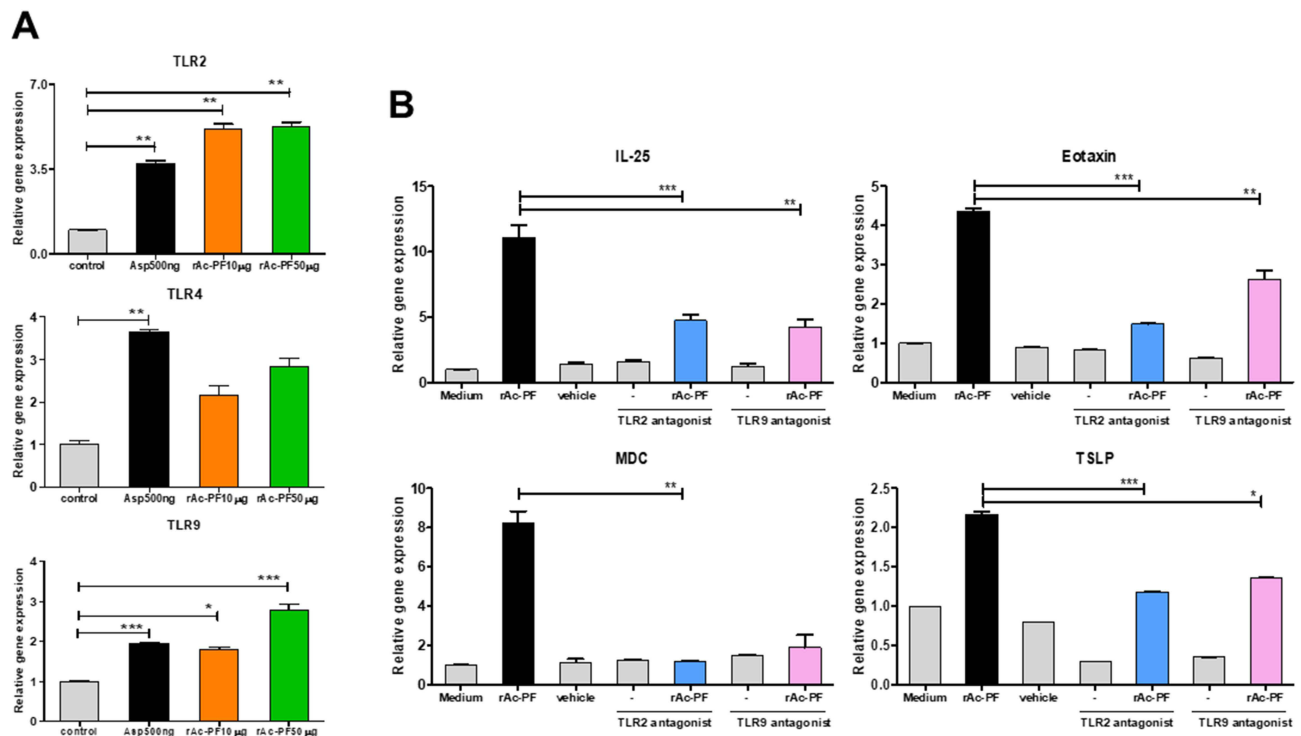 A
TLR2
Relative gene expression
7.0
3.5
0.0
**
**
**
control Asp500ng rAc-PF10µg rAc-PF50µg
TLR4
Relative gene expression
4
3
2
1
0
**
control Asp500ng rAc-PF10µg rAc-PF50µg
TLR9
Relative gene expression
4
3
2
1
0
***
*
***
control Asp500ng rAc-PF10µg rAc-PF50µg
B
IL-25
Relative gene expression
15
10
5
0
***
**
Medium rAc-PF vehicle - rAc-PF - rAc-PF
TLR2 antagonist TLR9 antagonist
Eotaxin
Relative gene expression
5
4
3
2
1
0
***
**
Medium rAc-PF vehicle - rAc-PF - rAc-PF
TLR2 antagonist TLR9 antagonist
MDC
Relative gene expression
10
8
6
4
2
0
**
Medium rAc-PF vehicle - rAc-PF - rAc-PF
TLR2 antagonist TLR9 antagonist
TSLP
Relative gene expression
2.5
2.0
1.5
1.0
0.5
0.0
***
*
Medium rAc-PF vehicle - rAc-PF - rAc-PF
TLR2 antagonist TLR9 antagonist